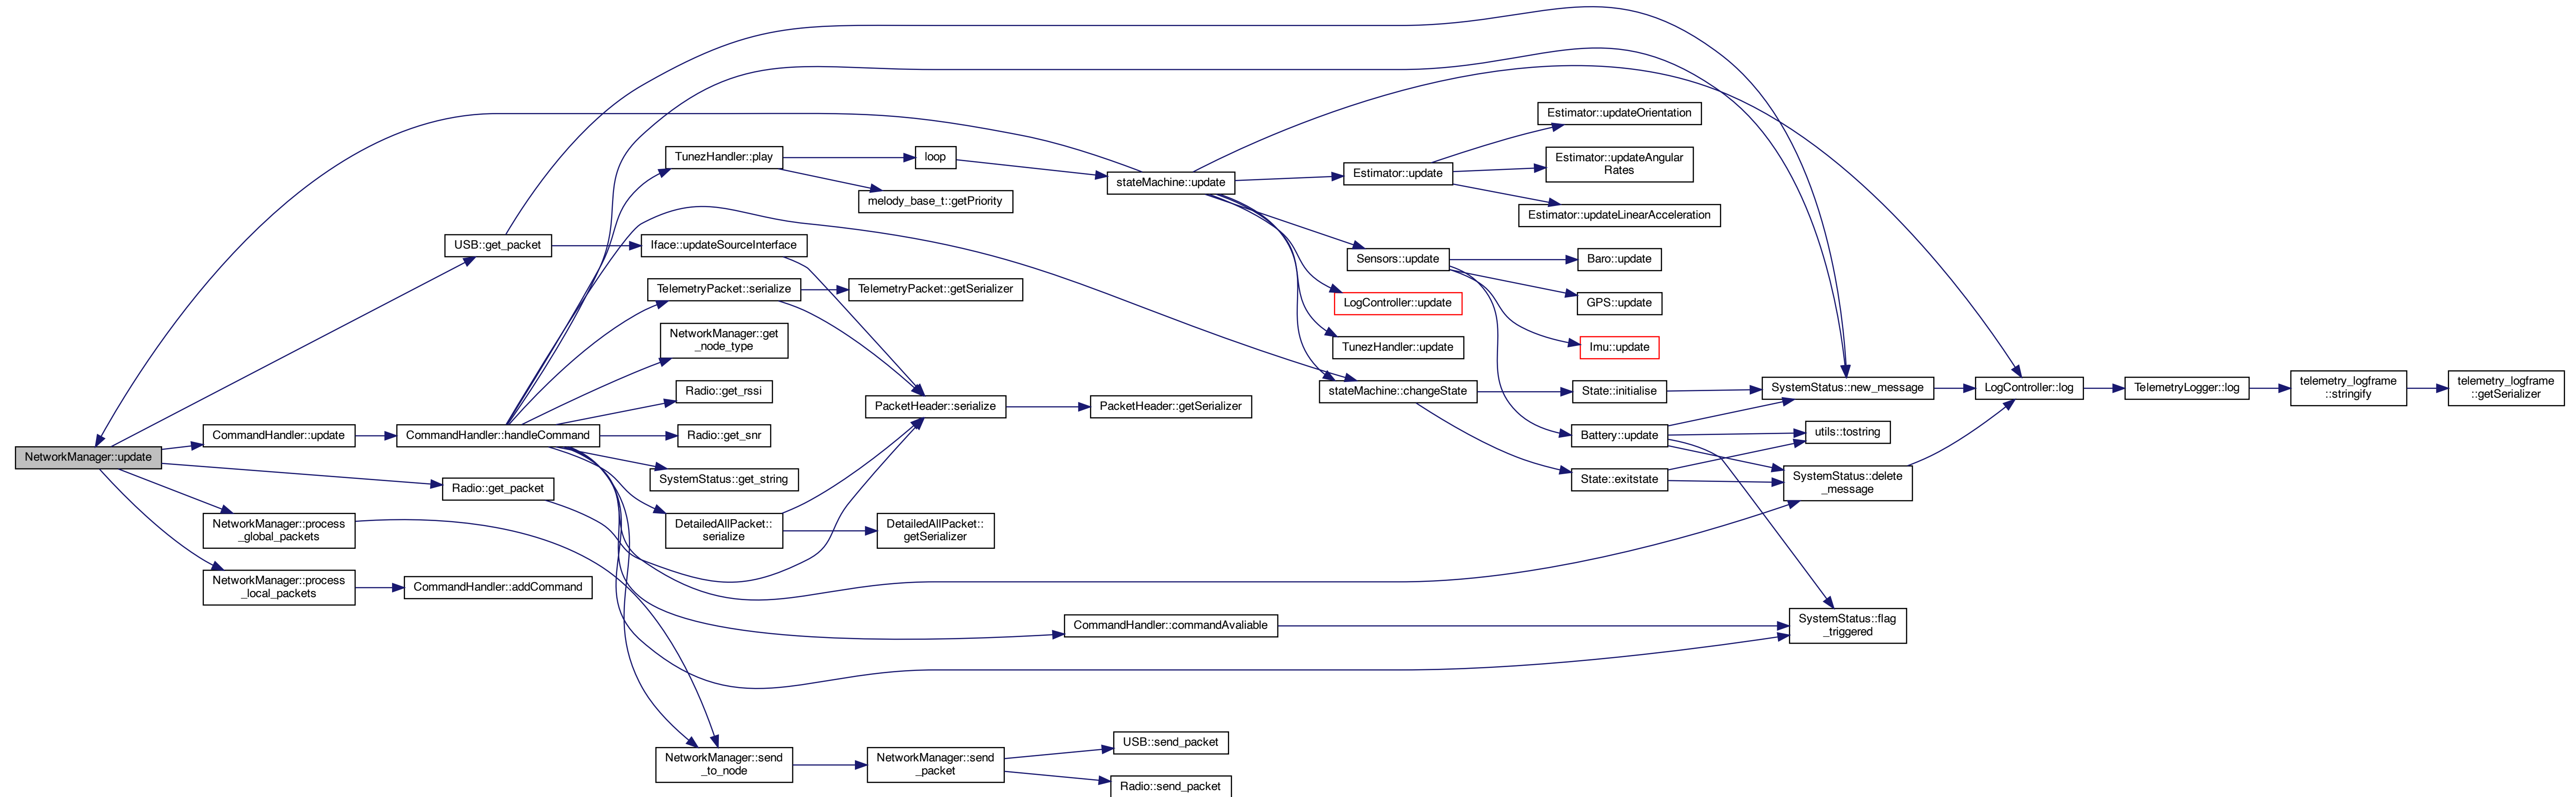 NetworkManager::update
CommandHandler::update
NetworkManager::process
_global_packets
NetworkManager::process
_local_packets
USB::get_packet
CommandHandler::handleCommand
Radio::get_packet
CommandHandler::addCommand
TunezHandler::play
Iface::updateSourceInterface
TelemetryPacket::serialize
NetworkManager::get
_node_type
Radio::get_rssi
Radio::get_snr
SystemStatus::get_string
DetailedAllPacket::
serialize
NetworkManager::send
_to_node
loop
melody_base_t::getPriority
TelemetryPacket::getSerializer
PacketHeader::serialize
DetailedAllPacket::
getSerializer
NetworkManager::send
_packet
stateMachine::update
PacketHeader::getSerializer
CommandHandler::commandAvaliable
USB::send_packet
Radio::send_packet
Estimator::update
Sensors::update
LogController::update
TunezHandler::update
stateMachine::changeState
Estimator::updateOrientation
Estimator::updateAngular
Rates
Estimator::updateLinearAcceleration
Baro::update
GPS::update
Imu::update
State::initialise
Battery::update
State::exitstate
SystemStatus::new_message
utils::tostring
SystemStatus::delete
_message
SystemStatus::flag
_triggered
LogController::log
TelemetryLogger::log
telemetry_logframe
::stringify
telemetry_logframe
::getSerializer